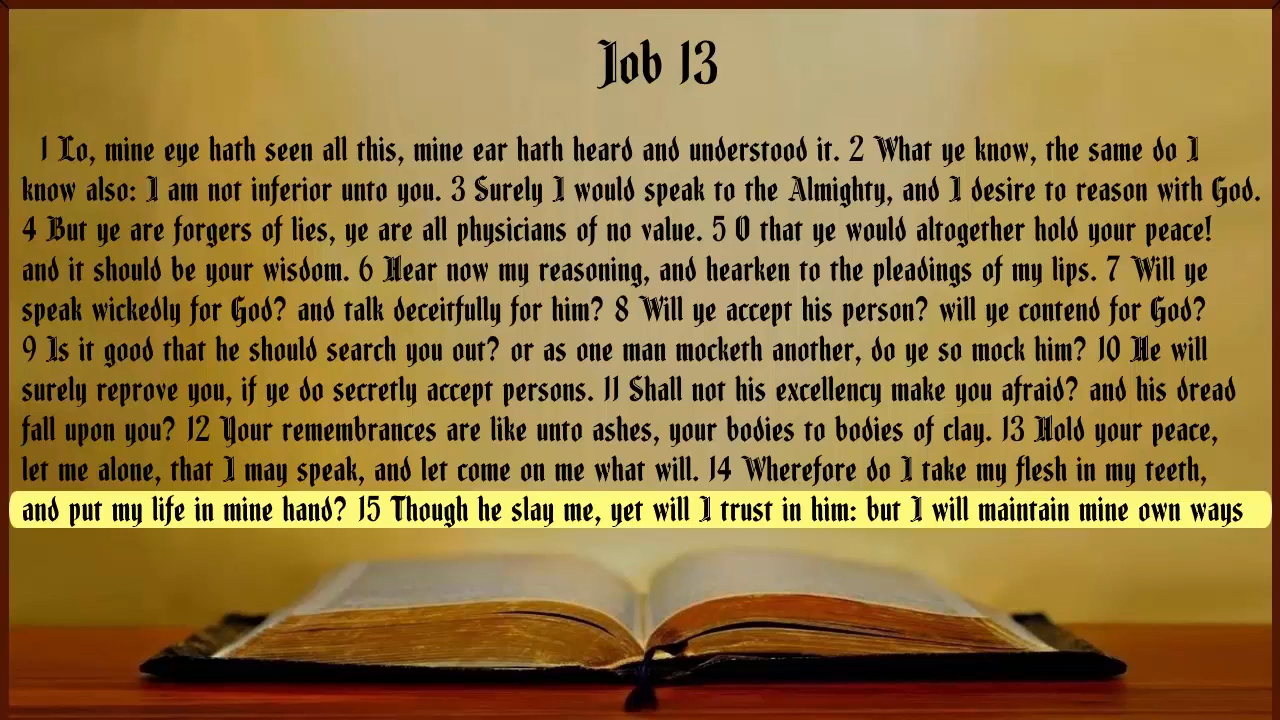 Job 13
1 Lo, mine eye hath seen all this, mine ear hath heard and understood it. 2 What ye know, the same do I
know also: I am not inferior unto you. 3 Surely I would speak to the Almighty, and I desire to reason with God.
4 But ye are forgers of lies, ye are all physicians of no value. 5 O that ye would altogether hold your peace!
and it should be your wisdom. 6 Hear now my reasoning, and hearken to the pleadings of my lips. 7 Will ye
speak wickedly for God? and talk deceitfully for him? 8 Will ye accept his person? will ye contend for God?
9 Is it good that he should search you out? or as one man mocketh another, do ye so mock him? 10 He will
surely reprove you, if ye do secretly accept persons. 11 Shall not his excellency make you afraid? and his dread
fall upon you? 12 Your remembrances are like unto ashes, your bodies to bodies of clay. 13 Hold your peace,
let me alone, that I may speak, and let come on me what will. 14 Wherefore do I take my flesh in my teeth,
and put my life in mine hand? 15 Though he slay me, yet will I trust in him: but I will maintain mine own ways